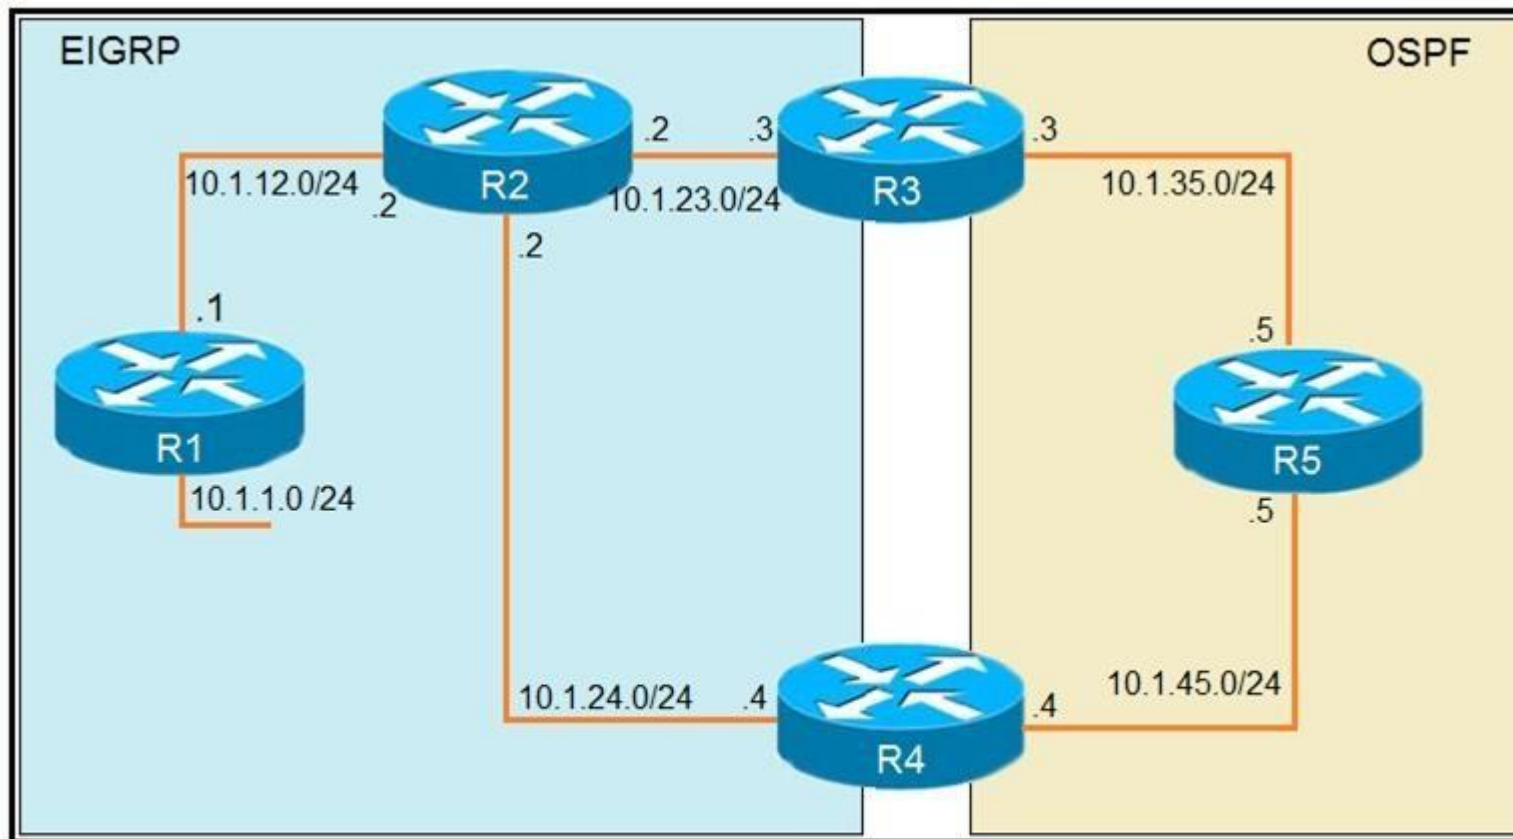 EIGRP
OSPF
.2
.3
.3
R2
R3
10.1.12.0/24
.2
10.1.23.0/24
10.1.35.0/24
.2
.1
.5
R1
R5
10.1.1.0 /24
.5
10.1.24.0/24
.4
10.1.45.0/24
.4
R4